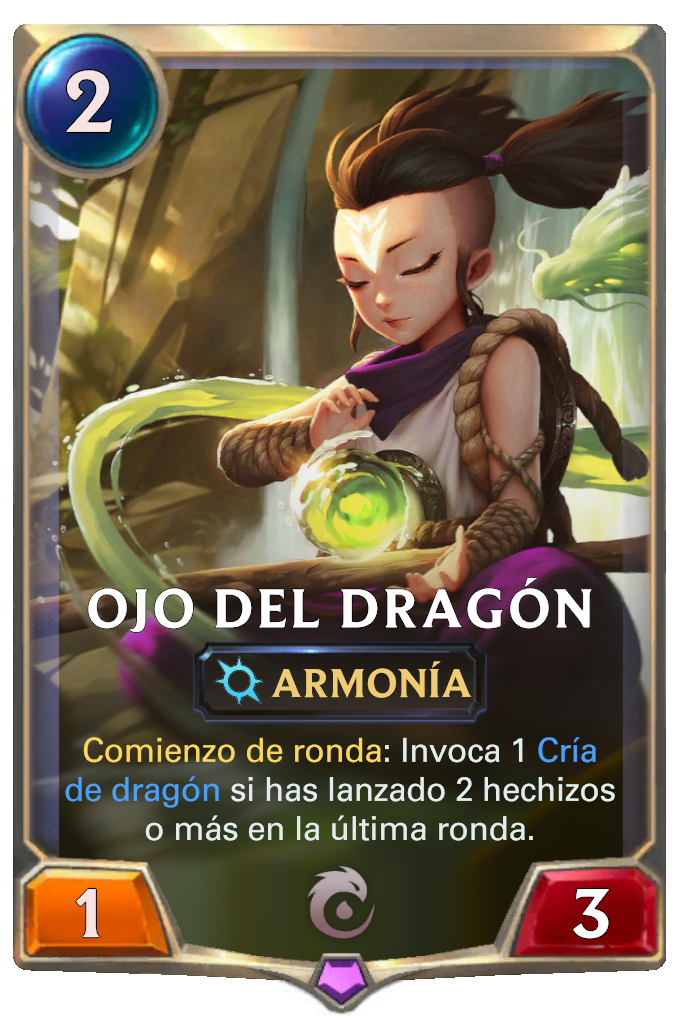 2
OJO DEL DRAGÓN
ARMONÍA
Comienzo de ronda: Invoca 1 Cría
de dragón si has lanzado 2 hechizos
o más en la última ronda.
1
3